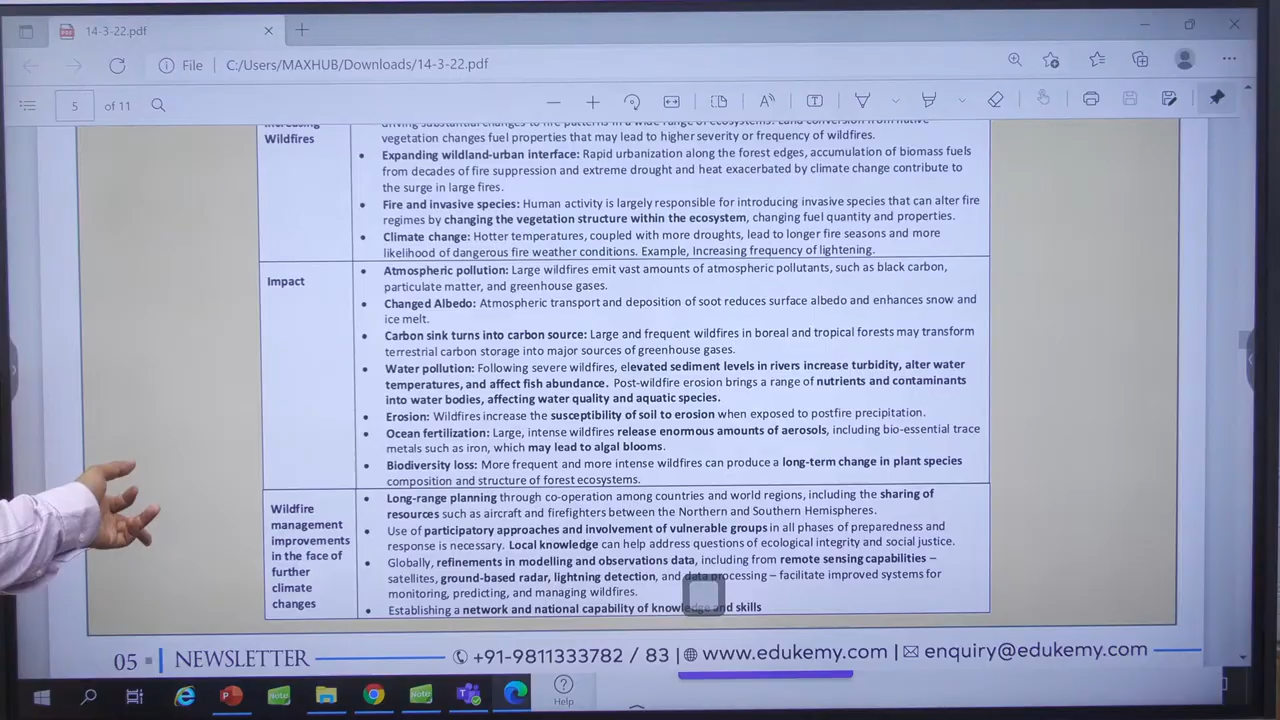 14-3-22.pdf
File C:/Users/MAXHUB/Downloads/14-3-22.pdf
5 of 11
Increasing
Wildfires
driving substantial changes to fire patterns in a wide range of ecosystems. Land conversion from native
vegetation changes fuel properties that may lead to higher severity or frequency of wildfires.
• Expanding wildland-urban interface: Rapid urbanization along the forest edges, accumulation of biomass fuels
from decades of fire suppression and extreme drought and heat exacerbated by climate change contribute to
the surge in large fires.
• Fire and invasive species: Human activity is largely responsible for introducing invasive species that can alter fire
regimes by changing the vegetation structure within the ecosystem, changing fuel quantity and properties.
• Climate change: Hotter temperatures, coupled with more droughts, lead to longer fire seasons and more
likelihood of dangerous fire weather conditions. Example, Increasing frequency of lightening.
Impact
• Atmospheric pollution: Large wildfires emit vast amounts of atmospheric pollutants, such as black carbon,
particulate matter, and greenhouse gases.
• Changed Albedo: Atmospheric transport and deposition of soot reduces surface albedo and enhances snow and
ice melt.
• Carbon sink turns into carbon source: Large and frequent wildfires in boreal and tropical forests may transform
terrestrial carbon storage into major sources of greenhouse gases.
• Water pollution: Following severe wildfires, elevated sediment levels in rivers increase turbidity, alter water
temperatures, and affect fish abundance. Post-wildfire erosion brings a range of nutrients and contaminants
into water bodies, affecting water quality and aquatic species.
• Erosion: Wildfires increase the susceptibility of soil to erosion when exposed to postfire precipitation.
• Ocean fertilization: Large, intense wildfires release enormous amounts of aerosols, including bio-essential trace
metals such as iron, which may lead to algal blooms.
• Biodiversity loss: More frequent and more intense wildfires can produce a long-term change in plant species
composition and structure of forest ecosystems.
Wildfire
management
improvements
in the face of
further
climate
changes
• Long-range planning through co-operation among countries and world regions, including the sharing of
resources such as aircraft and firefighters between the Northern and Southern Hemispheres.
• Use of participatory approaches and involvement of vulnerable groups in all phases of preparedness and
response is necessary. Local knowledge can help address questions of ecological integrity and social justice.
• Globally, refinements in modelling and observations data, including from remote sensing capabilities –
satellites, ground-based radar, lightning detection, and data processing – facilitate improved systems for
monitoring, predicting, and managing wildfires.
• Establishing a network and national capability of knowledge and skills
05 NEWSLETTER +91-9811333782 / 83 | www.edukemy.com | enquiry@edukemy.com
Note
Note
Help